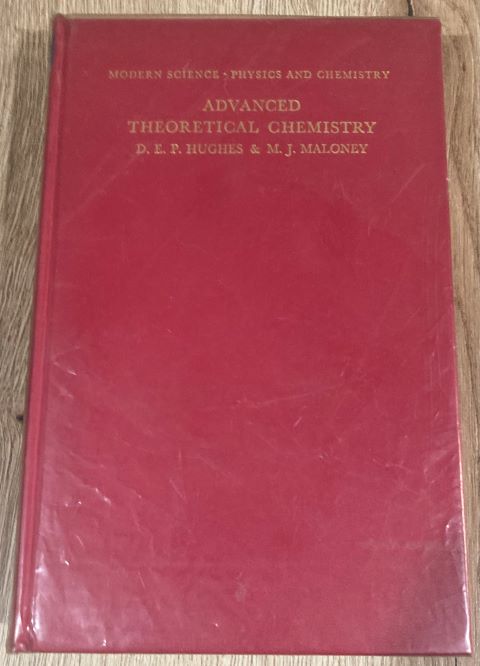 MODERN SCIENCE · PHYSICS AND CHEMISTRY
ADVANCED
THEORETICAL CHEMISTRY
D. E. P. HUGHES & M. J. MALONEY